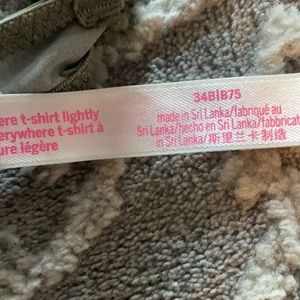 ere t-shirt lightly
erywhere t-shirt à
ure légère
34B|B75
made in Sri Lanka/fabriqué au
Sri Lanka/hecho en Sri Lanka/fabbricat
in Sri Lanka/斯里兰卡制造